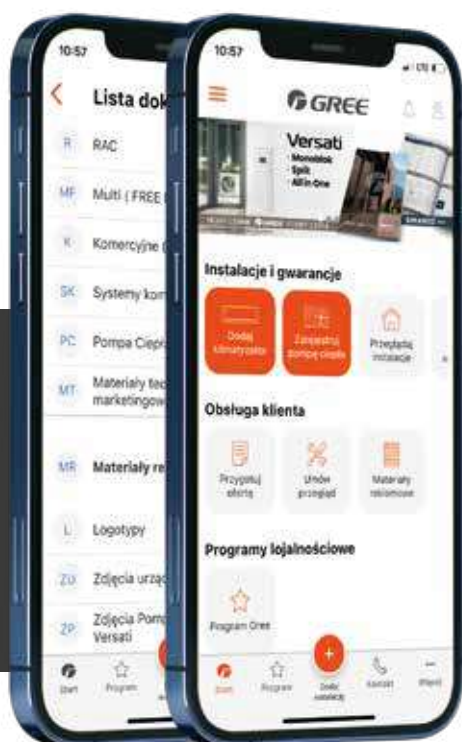 10:57
Lista dok
R RAC
MF Multi ( FREE
K Komercyjne
SK Systemy kom
PC Pompa Ciepł
MT Materiały tec
marketingow
MR Materiały re
L Logotypy
ZU Zdjęcia urząd
ZP Zdjęcia Pomp
Versati
Start
Program
10:57
LTE
GREE
Versati
· Monoblok
· Split
· All in One
Instalacje i gwarancje
Dodaj
klimatyzator
Zarejestruj
pompę ciepła
Przeglądaj
instalacje
Obsługa klienta
Przygotuj
ofertę
Umów
przegląd
Materiały
reklamowe
Programy lojalnościowe
Program Gree
+
Start
Program
Dodaj
instalację
Kontakt
Więcej